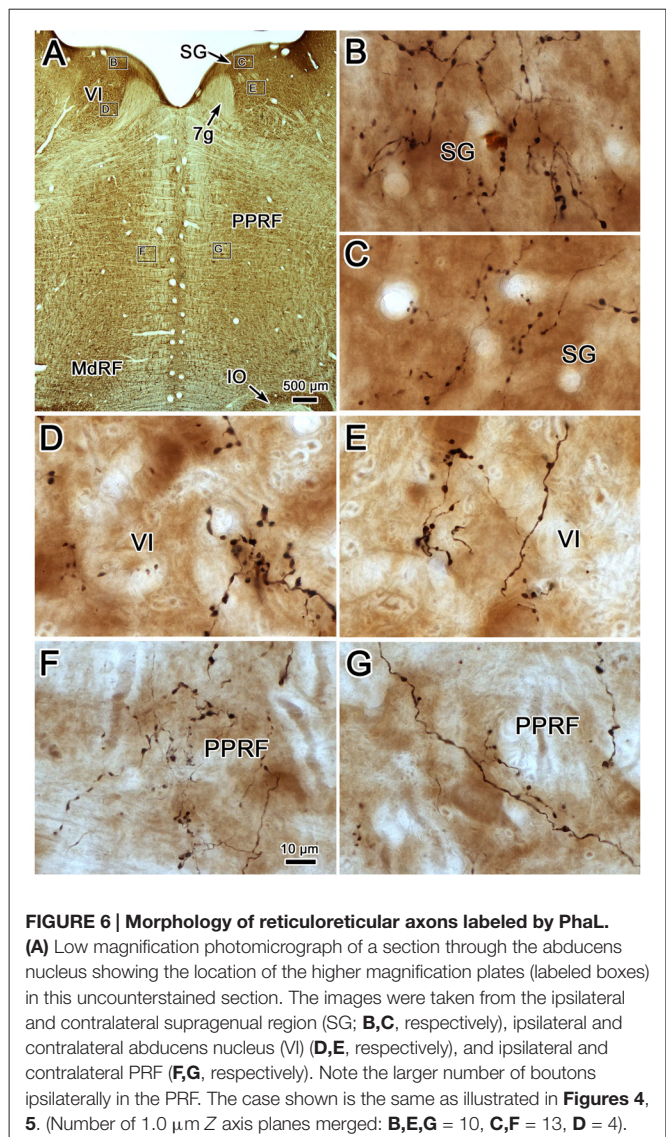 A
SG
B
C
VI
D
E
7g
PPRF
F
G
MdRF
IO
500 µm
B
SG
C
SG
D
VI
E
VI
F
PPRF
10 µm
G
PPRF
FIGURE 6 | Morphology of reticuloreticular axons labeled by PhaL.
(A) Low magnification photomicrograph of a section through the abducens
nucleus showing the location of the higher magnification plates (labeled boxes)
in this uncounterstained section. The images were taken from the ipsilateral
and contralateral supragenual region (SG; B,C, respectively), ipsilateral and
contralateral abducens nucleus (VI) (D,E, respectively), and ipsilateral and
contralateral PRF (F,G, respectively). Note the larger number of boutons
ipsilaterally in the PRF. The case shown is the same as illustrated in Figures 4,
5. (Number of 1.0 µm Z axis planes merged: B,E,G = 10, C,F = 13, D = 4).